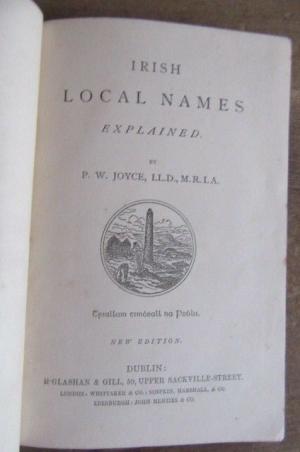 IRISH
LOCAL NAMES
EXPLAINED.
BY
P. W. JOYCE, LL.D., M.R.I.A.
na
NEW EDITION.
DUBLIN:
M‘GLASHAN & GILL, 50, UPPER SACKVILLE-STREET.
LONDON: WHITTAKER & CO.: SIMPKIN, MARSHALL, & CO.
EDINBURGH: JOHN MENZIES & CO.